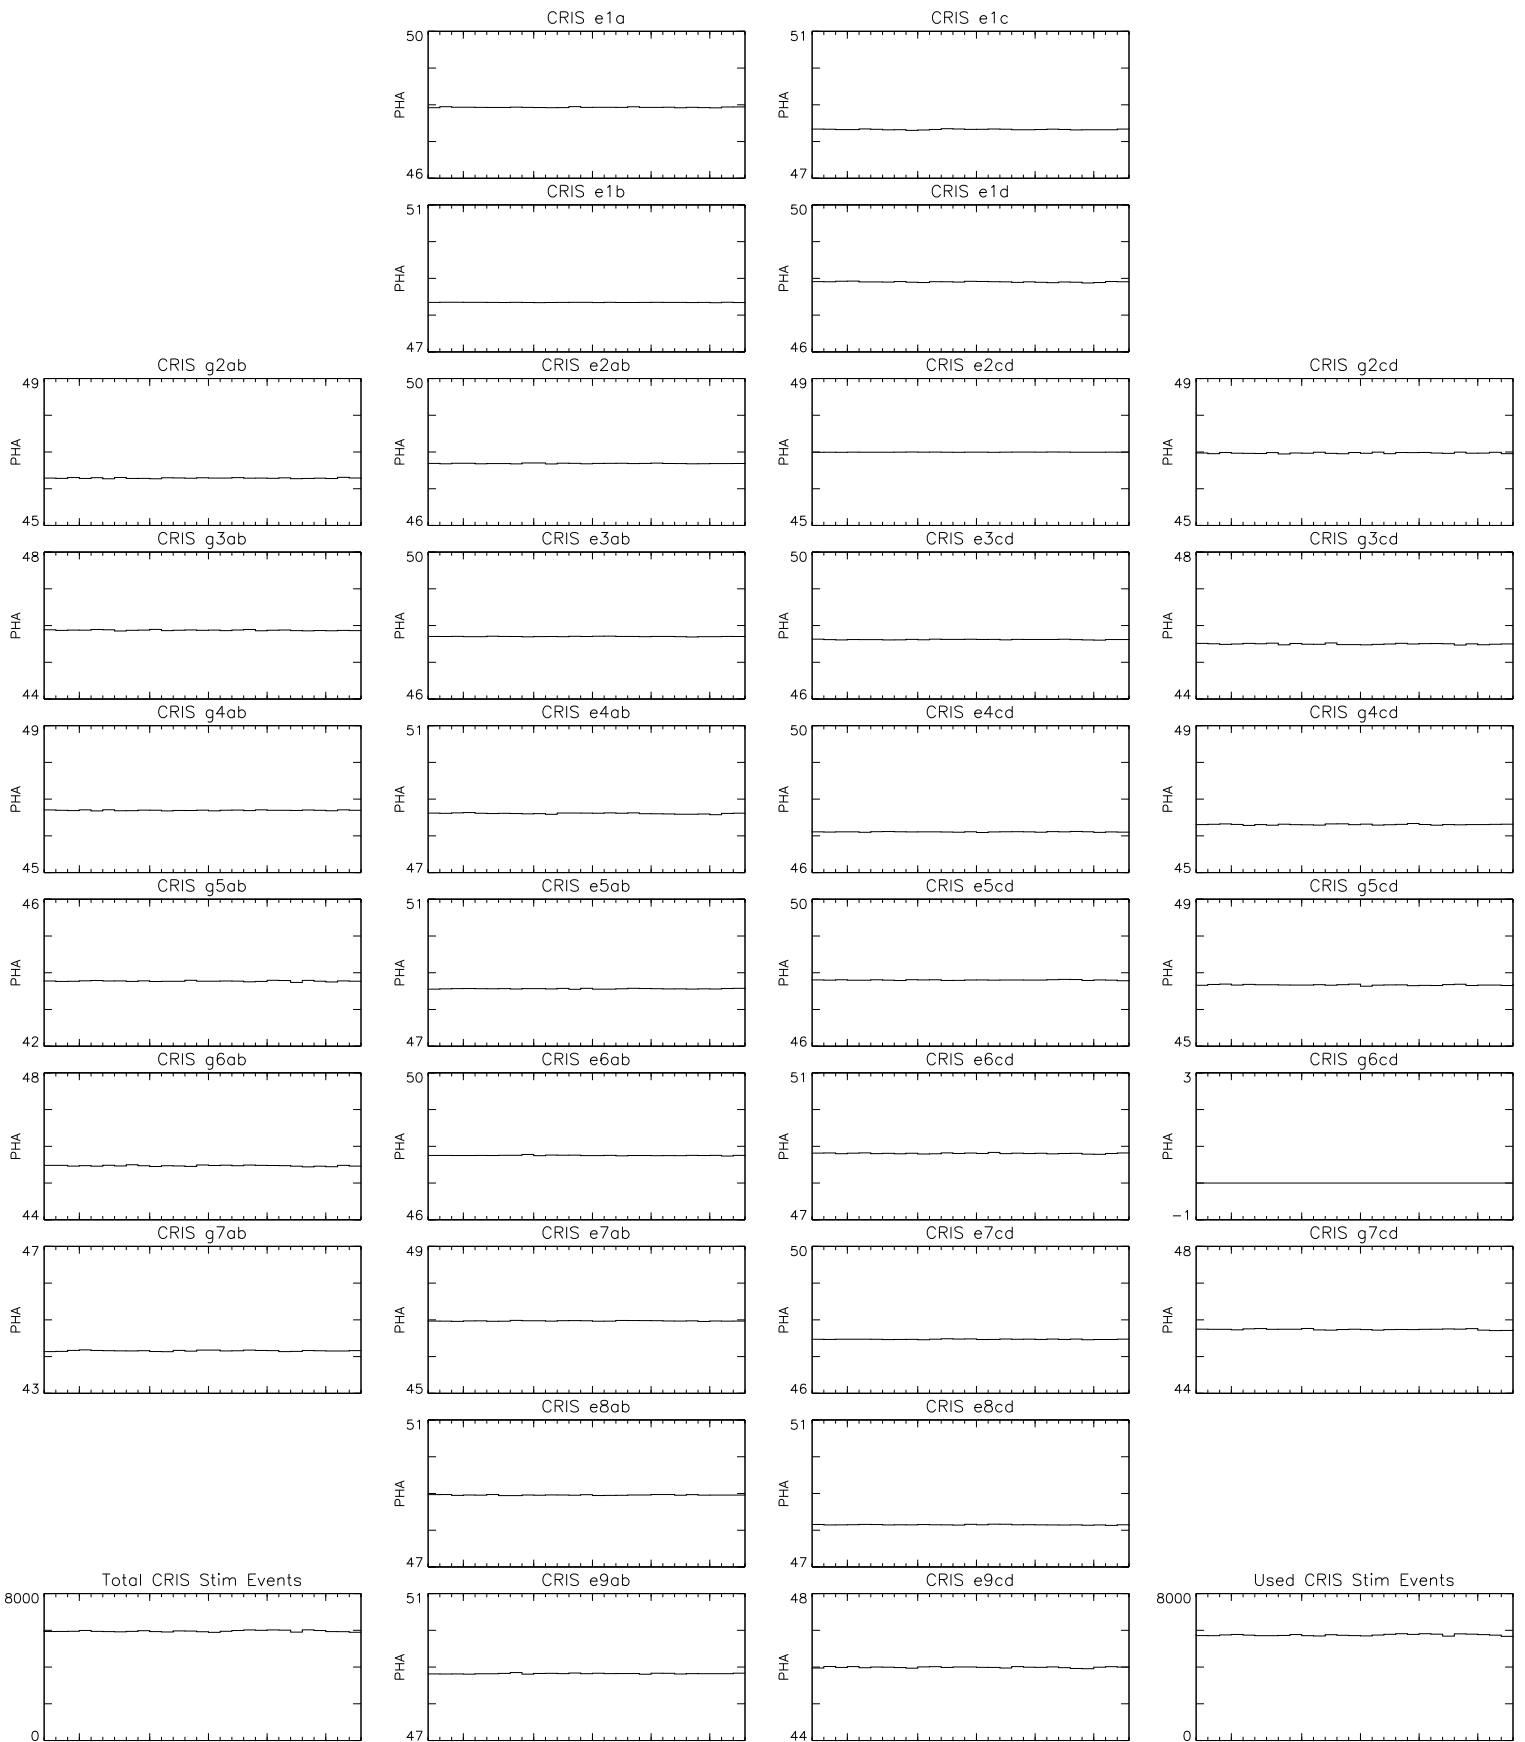 CRIS e1a
CRIS e1c
50
PHA
46
51
PHA
47
CRIS e1b
CRIS e1d
51
PHA
47
50
PHA
46
CRIS g2ab
CRIS e2ab
CRIS e2cd
CRIS g2cd
49
PHA
45
50
PHA
46
49
PHA
45
49
PHA
45
CRIS g3ab
CRIS e3ab
CRIS e3cd
CRIS g3cd
48
PHA
44
50
PHA
46
50
PHA
46
48
PHA
44
CRIS g4ab
CRIS e4ab
CRIS e4cd
CRIS g4cd
49
PHA
45
51
PHA
47
50
PHA
46
49
PHA
45
CRIS g5ab
CRIS e5ab
CRIS e5cd
CRIS g5cd
46
PHA
42
51
PHA
47
50
PHA
46
49
PHA
45
CRIS g6ab
CRIS e6ab
CRIS e6cd
CRIS g6cd
48
PHA
44
50
PHA
46
51
PHA
47
3
PHA
-1
CRIS g7ab
CRIS e7ab
CRIS e7cd
CRIS g7cd
47
PHA
43
49
PHA
45
50
PHA
46
48
PHA
44
CRIS e8ab
CRIS e8cd
51
PHA
47
51
PHA
47
Total CRIS Stim Events
CRIS e9ab
CRIS e9cd
Used CRIS Stim Events
8000
0
51
PHA
47
48
PHA
44
8000
0